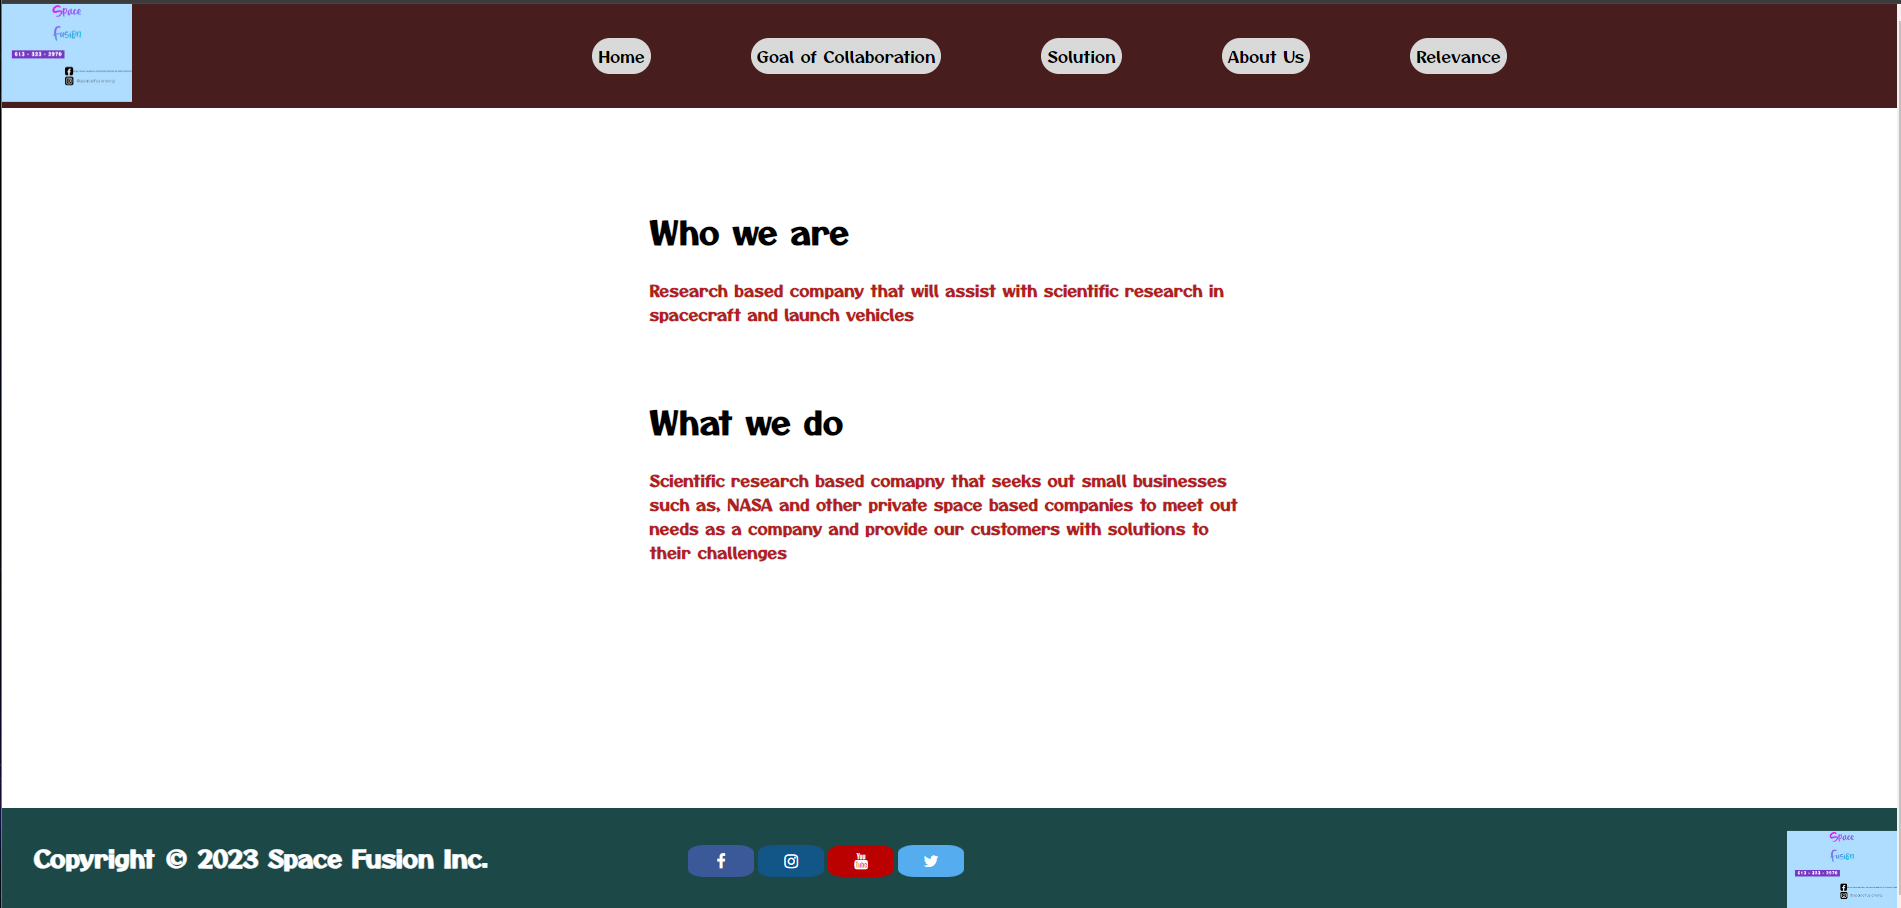 Space
Fusion
613 - 323 - 2976
Home
Goal of Collaboration
Solution
About Us
Relevance
Who we are
Research based company that will assist with scientific research in
spacecraft and launch vehicles
What we do
Scientific research based comapny that seeks out small businesses
such as, NASA and other private space based companies to meet out
needs as a company and provide our customers with solutions to
their challenges
Copyright © 2023 Space Fusion Inc.
You
Tube
Space
Fusion
613 - 323 - 2976